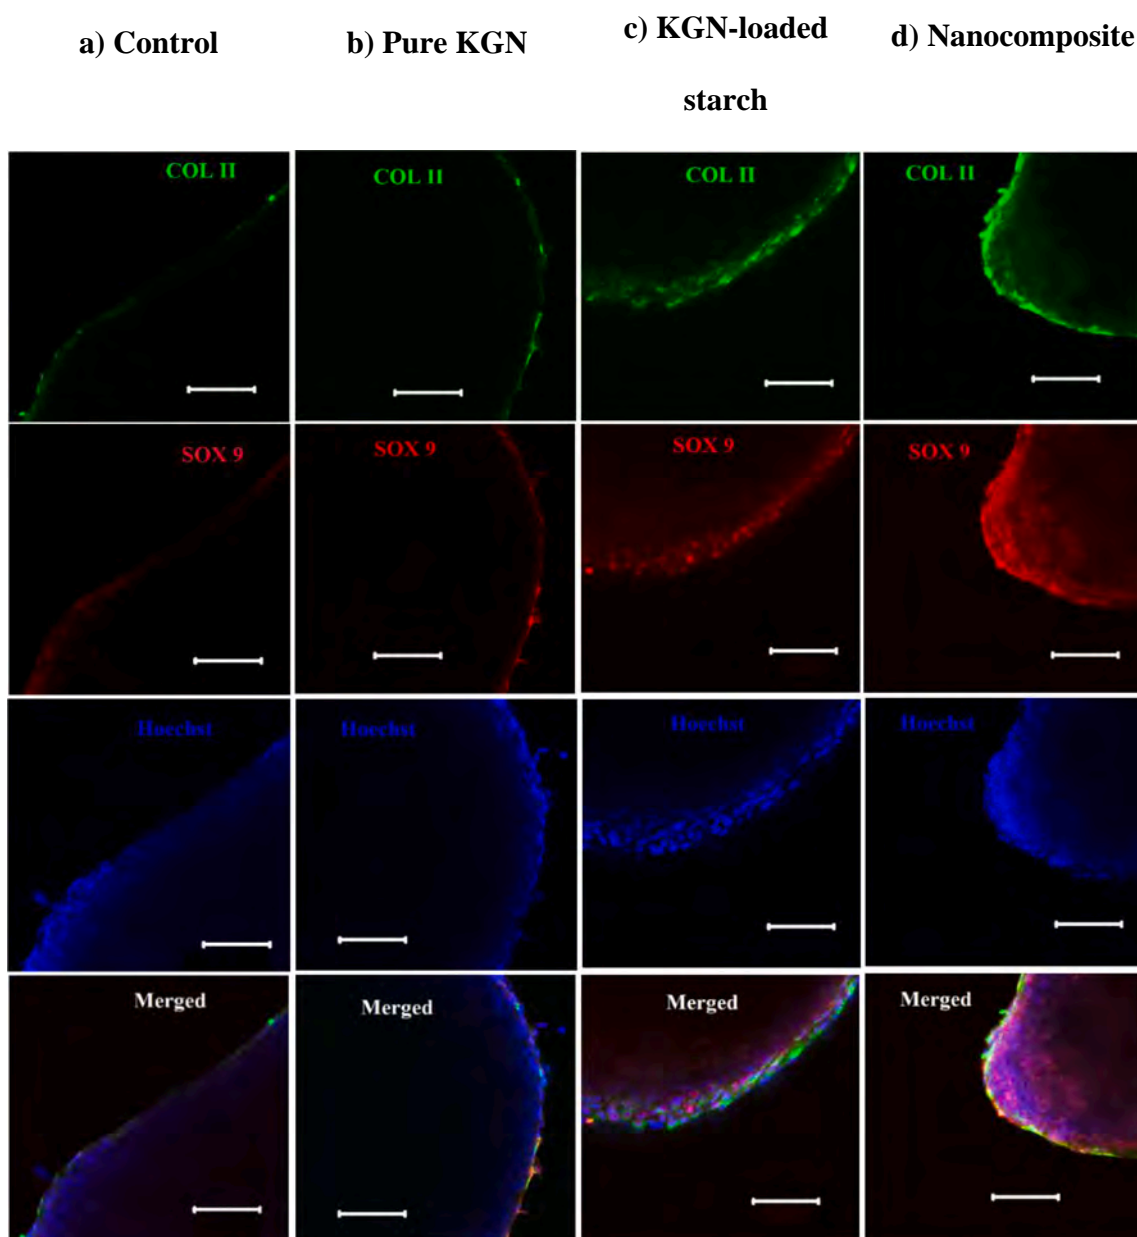 a) Control
b) Pure KGN
c) KGN-loaded
starch
d) Nanocomposite
COL II
COL II
COL II
COL II
SOX 9
SOX 9
SOX 9
SOX 9
Hoechst
Hoechst
Hoechst
Hoechst
Merged
Merged
Merged
Merged